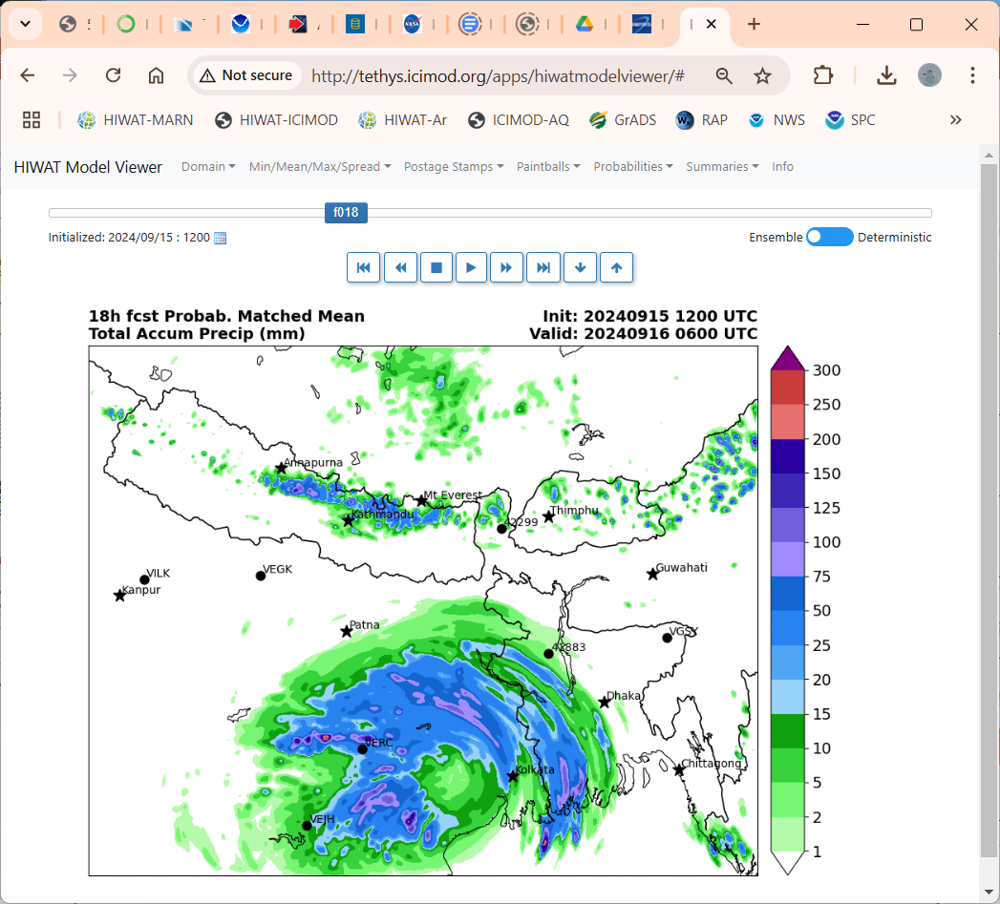 NASA
Not secure
http://tethys.icimod.org/apps/hiwatmodelviewer/#
HIWAT-MARN
HIWAT-ICIMOD
HIWAT-Ar
ICIMOD-AQ
GrADS
RAP
NWS
SPC
HIWAT Model Viewer
Domain
Min/Mean/Max/Spread
Postage Stamps
Paintballs
Probabilities
Summaries
Info
f018
Initialized: 2024/09/15 : 1200
Ensemble
Deterministic
18h fcst Probab. Matched Mean
Total Accum Precip (mm)
Init: 20240915 1200 UTC
Valid: 20240916 0600 UTC
300
250
200
150
125
100
75
50
25
20
15
10
5
2
1
Annapurna
Mt Everest
Kathmandu
42299
Thimphu
VILK
VEGK
Guwahati
Kanpur
Patna
VGSY
41883
Dhaka
VERC
Kolkata
Chittagong